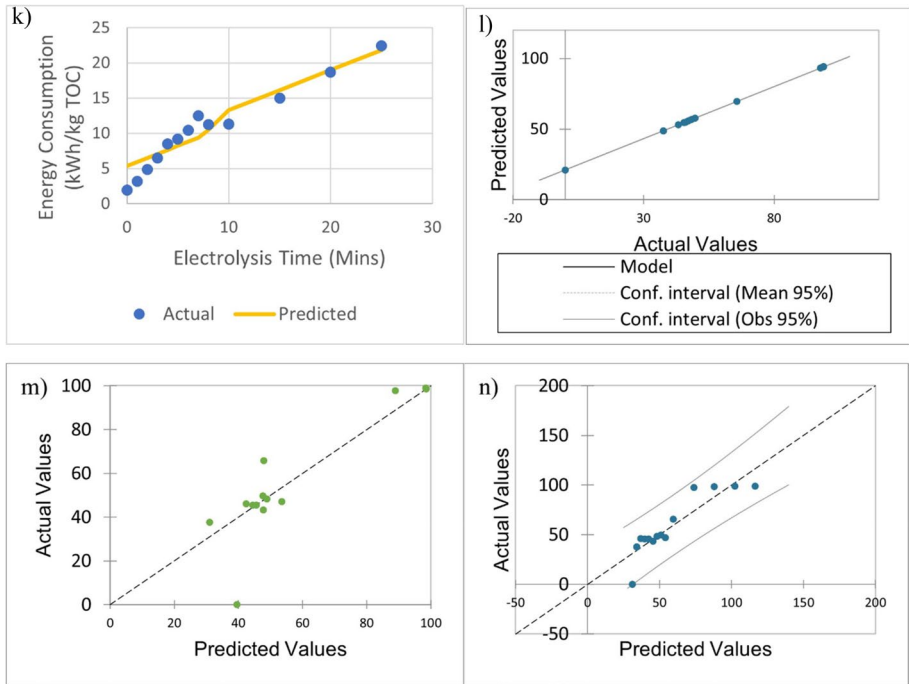 k)
Energy Consumption
(kWh/kg TOC)
25
20
15
10
5
0
0 10 20 30
Electrolysis Time (Mins)
Actual Predicted
l)
Predicted Values
100
50
0
-20 30 80
Actual Values
Model
Conf. interval (Mean 95%)
Conf. interval (Obs 95%)
m)
Actual Values
100
80
60
40
20
0
0 20 40 60 80 100
Predicted Values
n)
Actual Values
200
150
100
50
0
-50 0 50 100 150 200
-50
Predicted Values